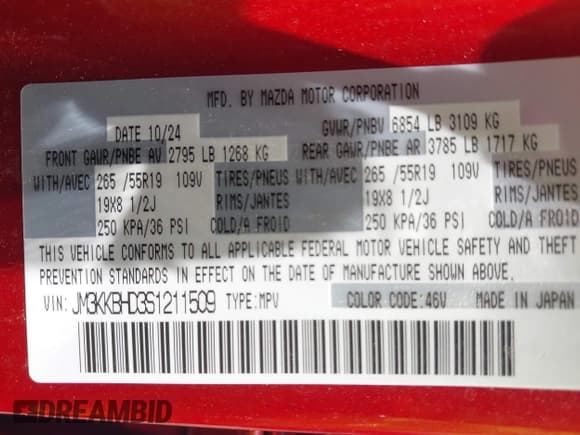 MFD. BY MAZDA MOTOR CORPORATION
DATE 10/24 GVWR/PNBV 6854 LB 3109 KG
FRONT GAWR/PNBE AV 2795 LB 1268 KG REAR GAWR/PNBE AR 3785 LB 1717 KG
WITH/AVEC 265 /55R19 109V TIRES/PNEUS WITH/AVEC 265 /55R19 109V TIRES/PNEUS
19X8 1/2J RIMS/JANTES 19X8 1/2J RIMS/JANTES
250 KPA/36 PSI COLD/A FROID 250 KPA/36 PSI COLD/A FROID
THIS VEHICLE CONFORMS TO ALL APPLICABLE FEDERAL MOTOR VEHICLE SAFETY AND THEFT
PREVENTION STANDARDS IN EFFECT ON THE DATE OF MANUFACTURE SHOWN ABOVE.
VIN: JM3KKBHD3S1211509 TYPE:MPV COLOR CODE:46V MADE IN JAPAN
DREAMBID